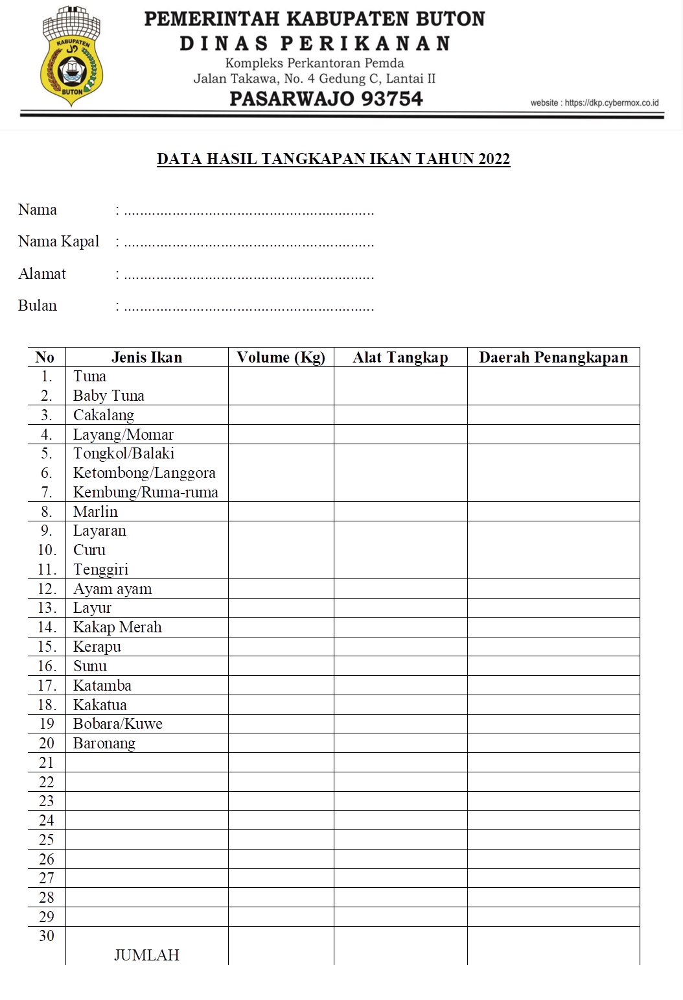 KABUPATEN
BUTON
PEMERINTAH KABUPATEN BUTON
DINAS PERIKANAN
Kompleks Perkantoran Pemda
Jalan Takawa, No. 4 Gedung C, Lantai II
PASARWAJO 93754
website : https://dkp.cybermox.co.id
DATA HASIL TANGKAPAN IKAN TAHUN 2022
Nama : ..............................................................
Nama Kapal : ..............................................................
Alamat : ..............................................................
Bulan : ..............................................................
No Jenis Ikan Volume (Kg) Alat Tangkap Daerah Penangkapan
1. Tuna
2. Baby Tuna
3. Cakalang
4. Layang/Momar
5. Tongkol/Balaki
6. Ketombong/Langgora
7. Kembung/Ruma-ruma
8. Marlin
9. Layaran
10. Curu
11. Tenggiri
12. Ayam ayam
13. Layur
14. Kakap Merah
15. Kerapu
16. Sunu
17. Katamba
18. Kakatua
19 Bobara/Kuwe
20 Baronang
21
22
23
24
25
26
27
28
29
30
JUMLAH